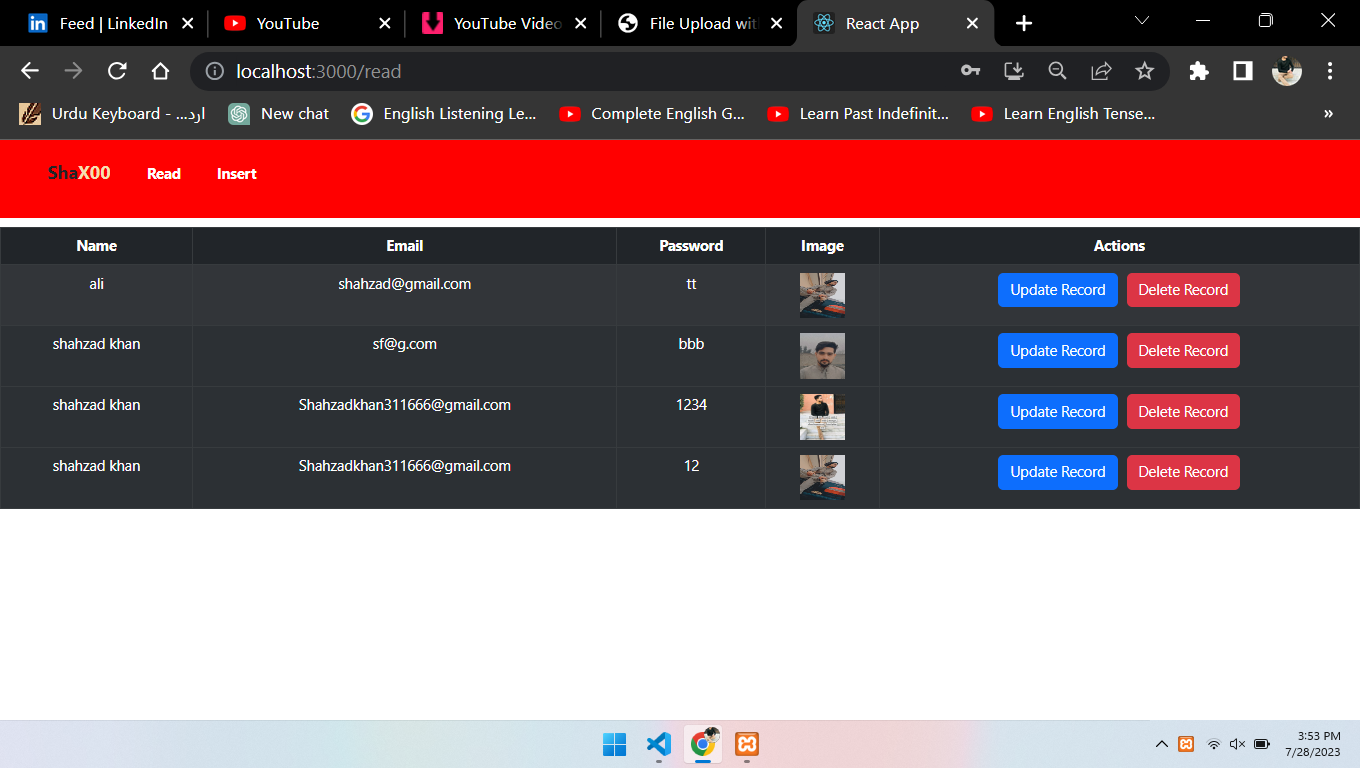 Feed | LinkedIn YouTube YouTube Video File Upload wit React App
localhost:3000/read
Urdu Keyboard - ...ارد New chat English Listening Le... Complete English G... Learn Past Indefinit... Learn English Tense... »
ShaX00 Read Insert
Name Email Password Image Actions
ali shahzad@gmail.com tt Update Record Delete Record
shahzad khan sf@g.com bbb Update Record Delete Record
shahzad khan Shahzadkhan311666@gmail.com 1234 Update Record Delete Record
shahzad khan Shahzadkhan311666@gmail.com 12 Update Record Delete Record
3:53 PM
7/28/2023